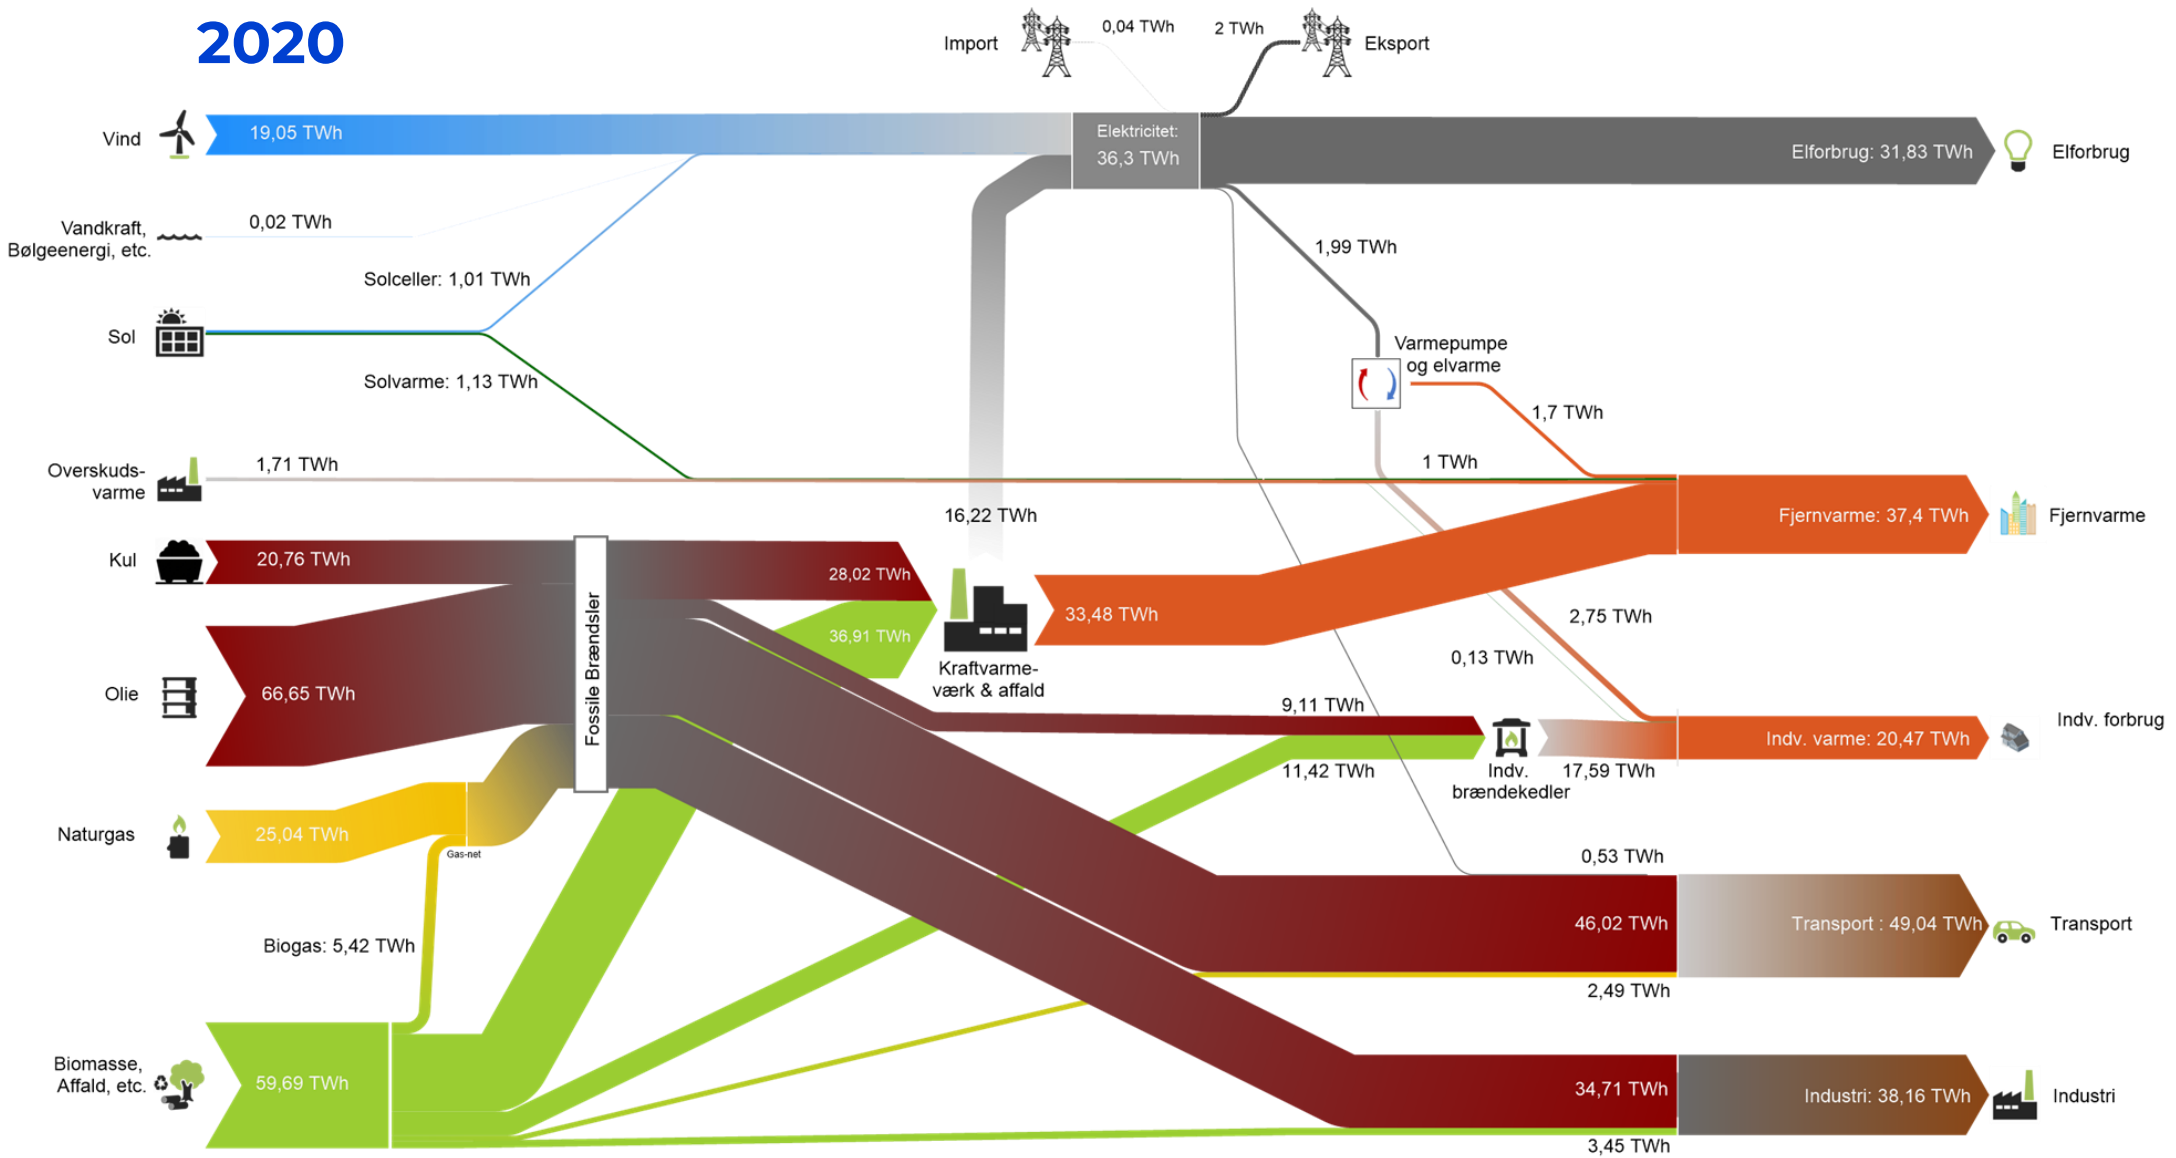 2020
Import
0,04 TWh
2 TWh
Eksport
Vind
19,05 TWh
Elektricitet:
36,3 TWh
Elforbrug: 31,83 TWh
Elforbrug
Vandkraft,
Bølgeenergi, etc.
0,02 TWh
1,99 TWh
Solceller: 1,01 TWh
Sol
Varmepumpe
og elvarme
Solvarme: 1,13 TWh
1,7 TWh
Overskuds-
varme
1,71 TWh
1 TWh
16,22 TWh
Fjernvarme: 37,4 TWh
Fjernvarme
Kul
20,76 TWh
28,02 TWh
Fossile Brændsler
33,48 TWh
36,91 TWh
2,75 TWh
0,13 TWh
Kraftvarme-
værk & affald
Olie
66,65 TWh
9,11 TWh
Indv. forbrug
Indv. varme: 20,47 TWh
11,42 TWh
Indv.
brændekedler
17,59 TWh
Naturgas
25,04 TWh
Gas-net
0,53 TWh
46,02 TWh
Transport : 49,04 TWh
Transport
Biogas: 5,42 TWh
2,49 TWh
Biomasse,
Affald, etc.
59,69 TWh
34,71 TWh
Industri: 38,16 TWh
Industri
3,45 TWh